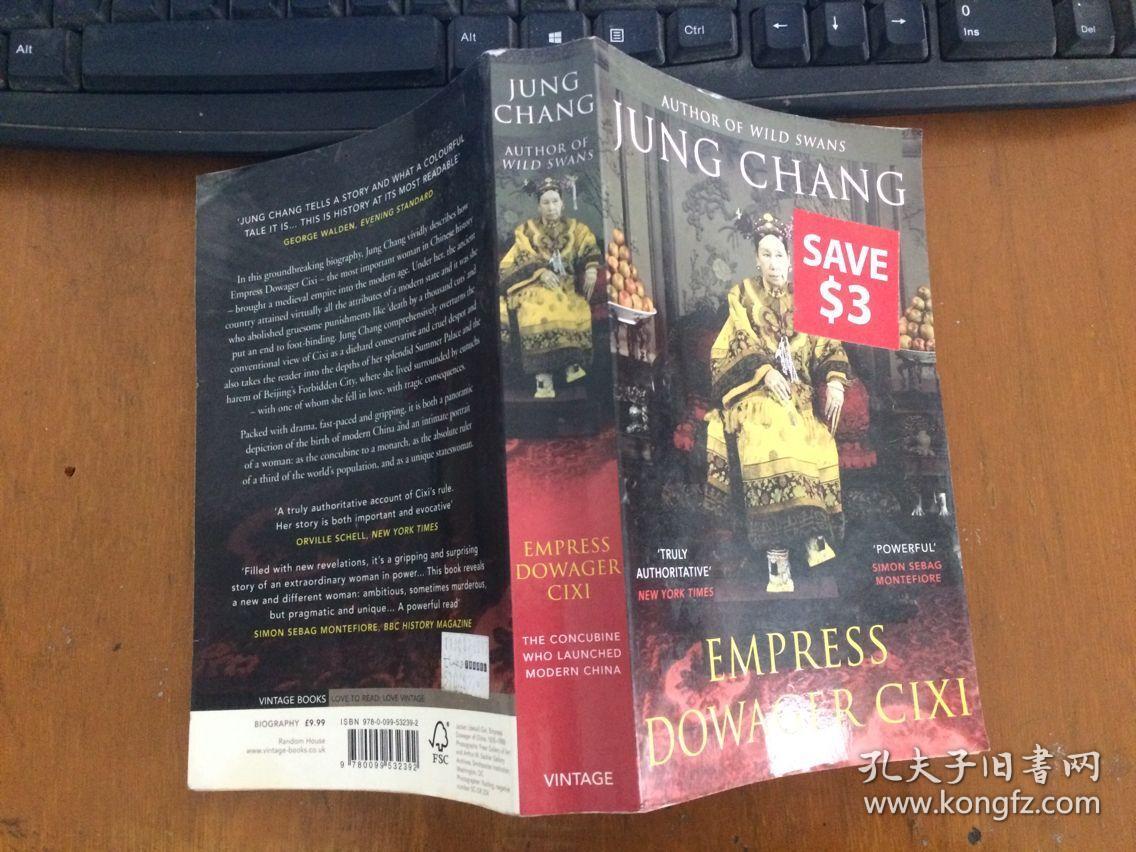 Alt
Alt
Ctrl
0
Ins
Del
'JUNG CHANG TELLS A STORY AND WHAT A COLOURFUL
TALE IT IS... THIS IS HISTORY AT ITS MOST READABLE'
GEORGE WALDEN, EVENING STANDARD
In this groundbreaking biography, Jung Chang vividly describes how
Empress Dowager Cixi – the most important woman in Chinese history
– brought a medieval empire into the modern age. Under her, the ancient
country attained virtually all the attributes of a modern state and it was she
who abolished gruesome punishments like 'death by a thousand cuts' and
put an end to foot-binding. Jung Chang comprehensively overturns the
conventional view of Cixi as a diehard conservative and cruel despot and
also takes the reader into the depths of her splendid Summer Palace and the
harem of Beijing's Forbidden City, where she lived surrounded by eunuchs
– with one of whom she fell in love, with tragic consequences.
Packed with drama, fast-paced and gripping, it is both a panoramic
depiction of the birth of modern China and an intimate portrait
of a woman: as the concubine to a monarch, as the absolute ruler
of a third of the world's population, and as a unique stateswoman.
'A truly authoritative account of Cixi's rule.
Her story is both important and evocative'
ORVILLE SCHELL, NEW YORK TIMES
'Filled with new revelations, it's a gripping and surprising
story of an extraordinary woman in power... This book reveals
a new and different woman: ambitious, sometimes murderous,
but pragmatic and unique... A powerful read'
SIMON SEBAG MONTEFIORE, BBC HISTORY MAGAZINE
VINTAGE BOOKS LOVE TO READ: LOVE VINTAGE
BIOGRAPHY £9.99
Random House
www.vintage-books.co.uk
ISBN 978-0-099-53239-2
9 780099 532392
FSC
JUNG
CHANG
AUTHOR OF
WILD SWANS
EMPRESS
DOWAGER
CIXI
THE CONCUBINE
WHO LAUNCHED
MODERN CHINA
VINTAGE
AUTHOR OF WILD SWANS
JUNG CHANG
SAVE
$3
'TRULY
AUTHORITATIVE'
NEW YORK TIMES
'POWERFUL'
SIMON SEBAG
MONTEFIORE
EMPRESS
DOWAGER CIXI
孔夫子旧书网
www.kongfz.com